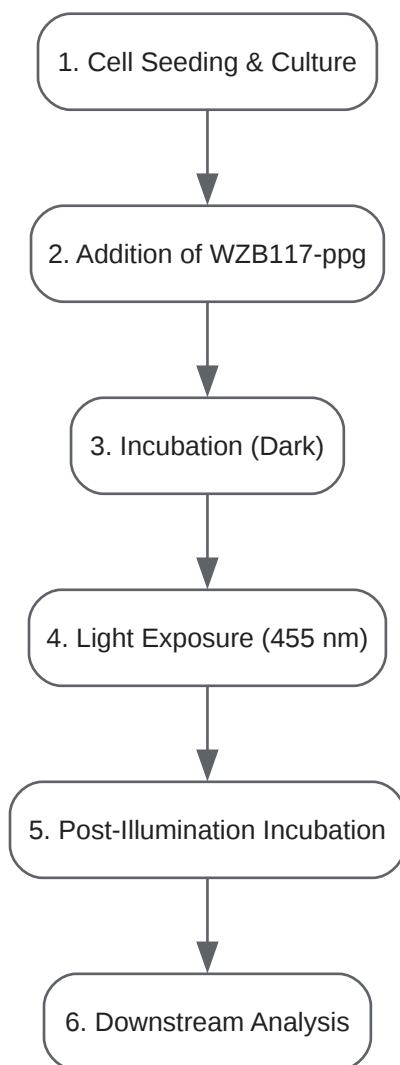 1. Cell Seeding & Culture
2. Addition of WZB117-ppg
3. Incubation (Dark)
4. Light Exposure (455 nm)
5. Post-Illumination Incubation
6. Downstream Analysis